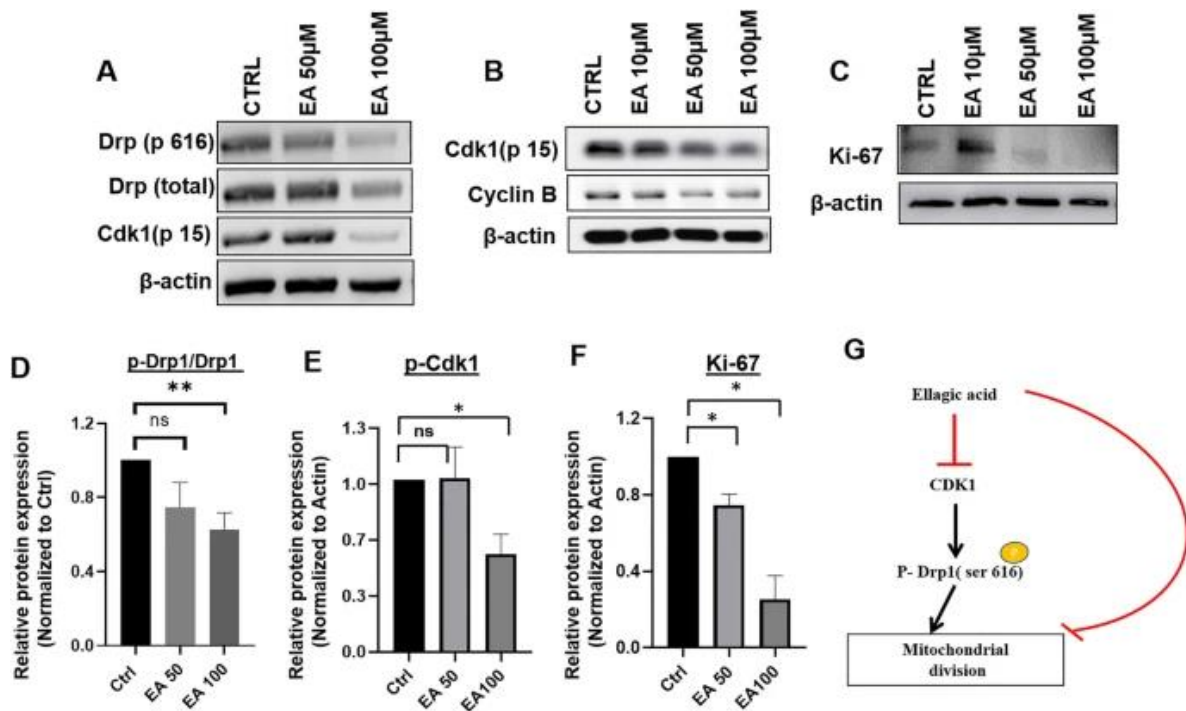 A
CTRL
EA 50μM
EA 100μM
Drp (p 616)
Drp (total)
Cdk1(p 15)
β-actin
B
CTRL
EA 10μM
EA 50μM
EA 100μM
Cdk1(p 15)
Cyclin B
β-actin
C
CTRL
EA 10μM
EA 50μM
EA 100μM
Ki-67
β-actin
D
p-Drp1/Drp1
**
ns
Relative protein expression
(Normalized to Ctrl)
1.2
0.8
0.4
0.0
Ctrl
EA 50
EA 100
E
p-Cdk1
*
ns
Relative protein expression
(Normalized to Actin)
1.3
1.0
0.7
0.3
0.0
Ctrl
EA 50
EA100
F
Ki-67
*
*
Relative protein expression
(Normalized to Actin)
1.2
0.8
0.4
0.0
Ctrl
EA 50
EA100
G
Ellagic acid
CDK1
P- Drp1( ser 616)
Mitochondrial
division